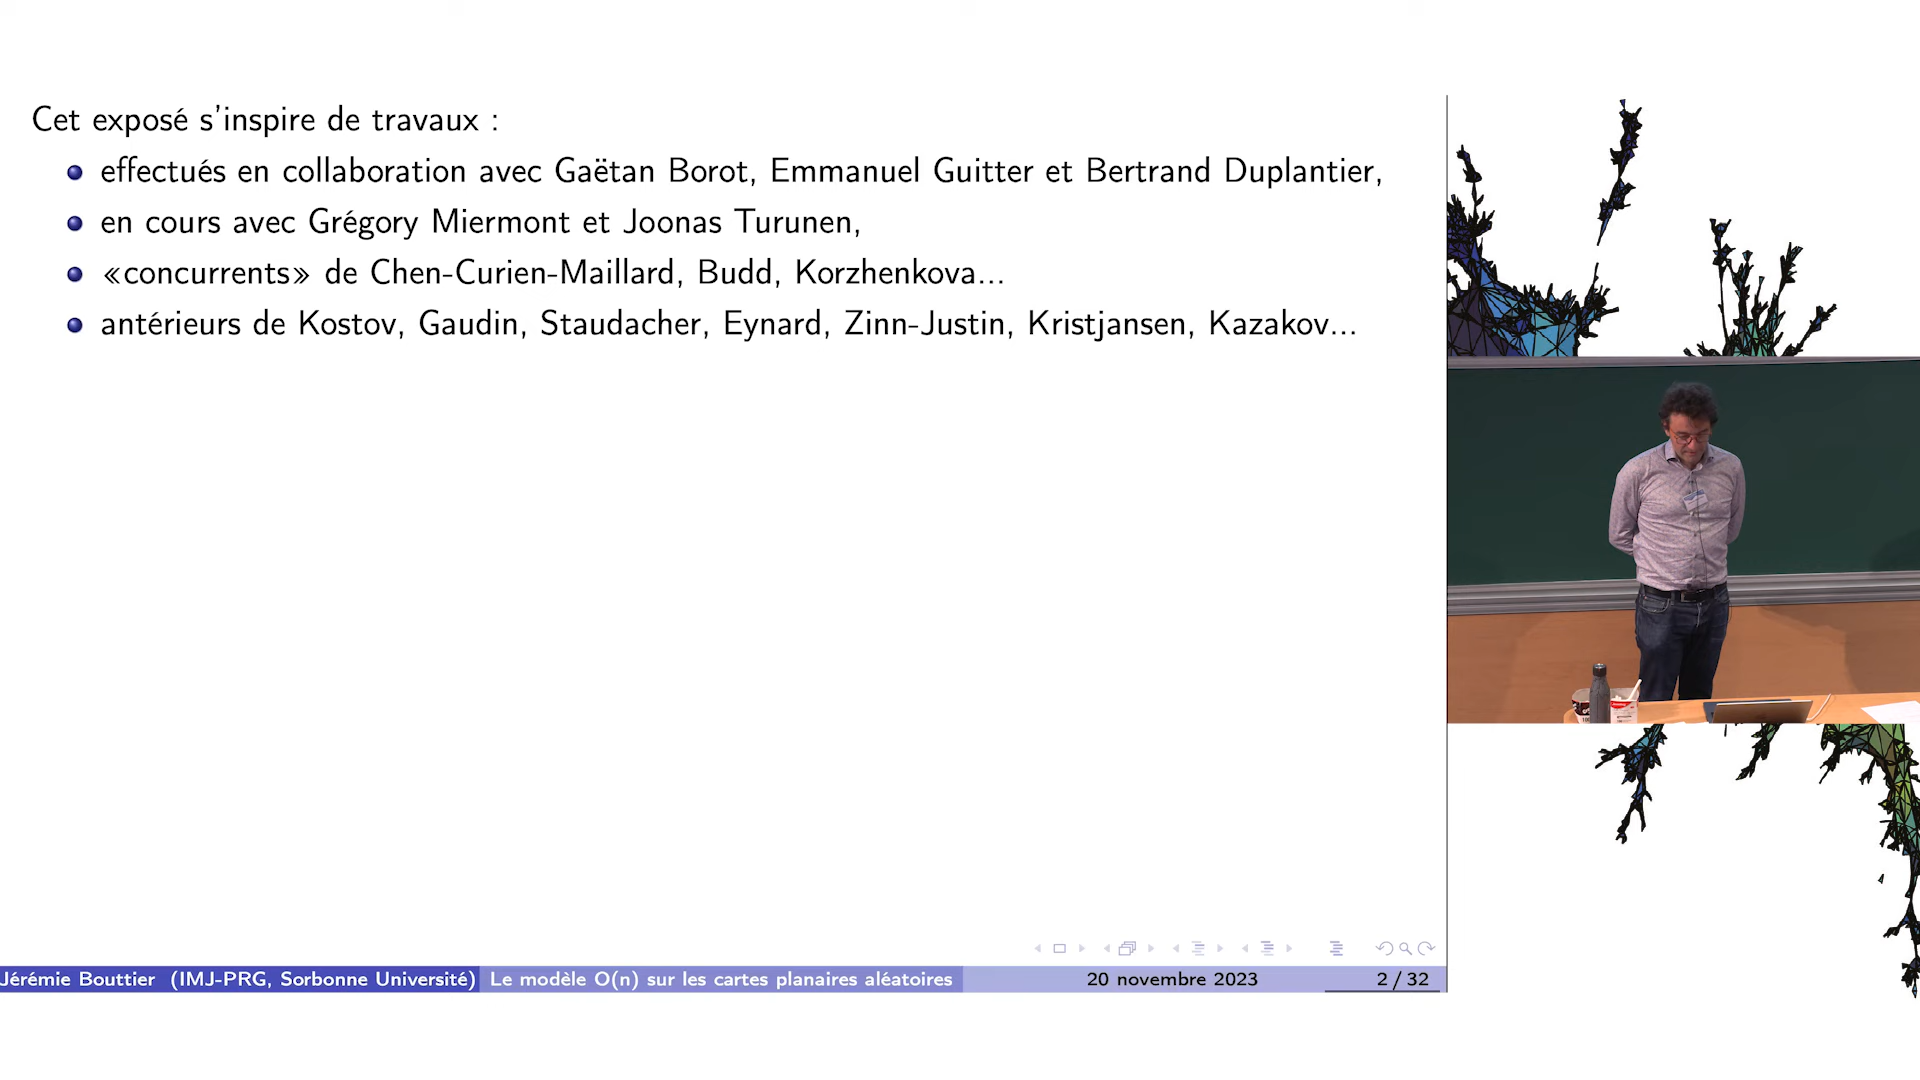 Cet exposé s'inspire de travaux :
effectués en collaboration avec Gaëtan Borot, Emmanuel Guitter et Bertrand Duplantier,
en cours avec Grégory Miermont et Joonas Turunen,
«concurrents» de Chen-Curien-Maillard, Budd, Korzhenkova...
antérieurs de Kostov, Gaudin, Staudacher, Eynard, Zinn-Justin, Kristjansen, Kazakov...
Jérémie Bouttier (IMJ-PRG, Sorbonne Université)
Le modèle O(n) sur les cartes planaires aléatoires
20 novembre 2023
2 / 32